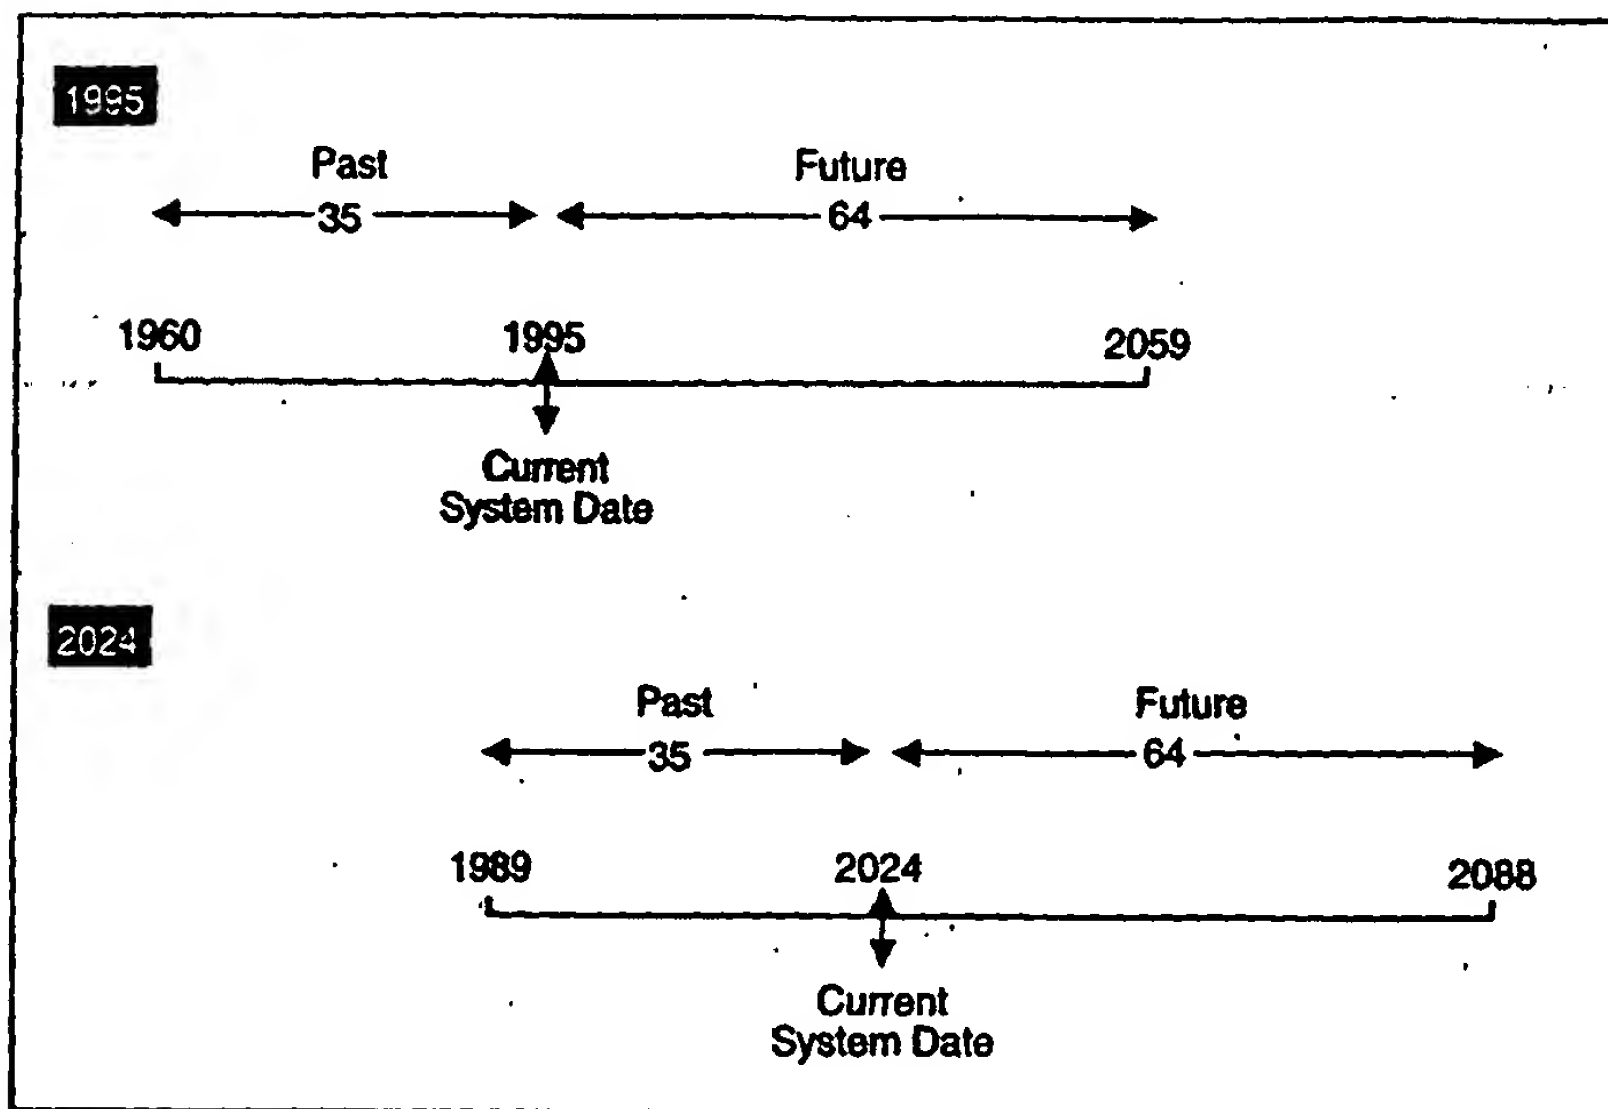 1995
Past Future
35 64
1960 1995 2059
Current
System Date
2024
Past Future
35 64
1989 2024 2088
Current
System Date